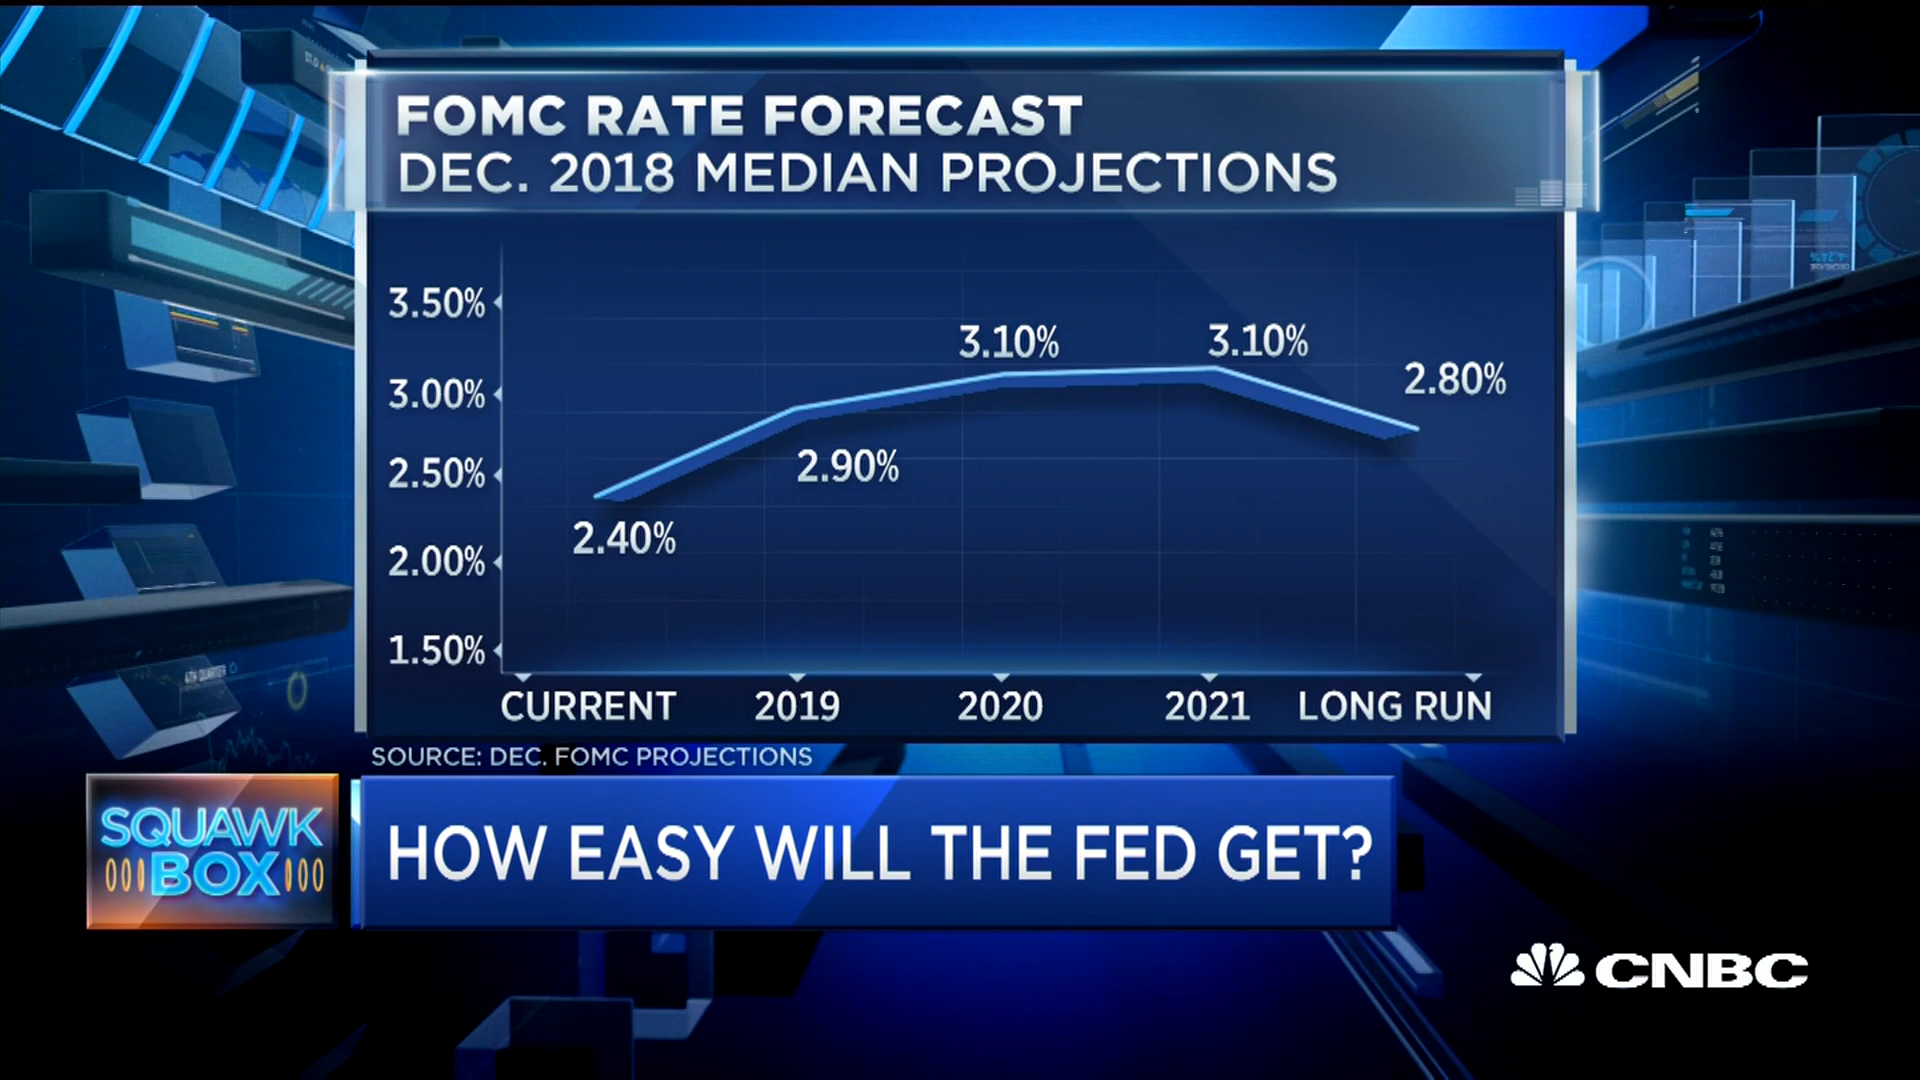 FOMC RATE FORECAST
DEC. 2018 MEDIAN PROJECTIONS
3.50%
3.00%
2.50%
2.00%
1.50%
2.40%
2.90%
3.10%
3.10%
2.80%
CURRENT 2019 2020 2021 LONG RUN
SOURCE: DEC. FOMC PROJECTIONS
SQUAWK
BOX
HOW EASY WILL THE FED GET?
CNBC
4TH QUARTER